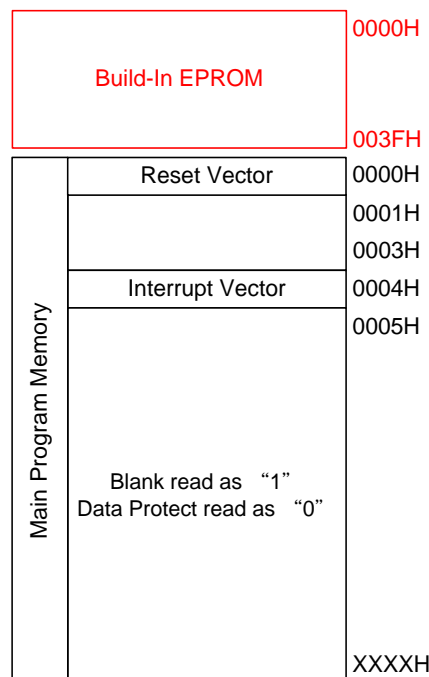 0000H
Build-In EPROM
003FH
Reset Vector
0000H
0001H
0003H
Interrupt Vector
0004H
0005H
Main Program Memory
Blank read as “1”
Data Protect read as “0”
XXXXH